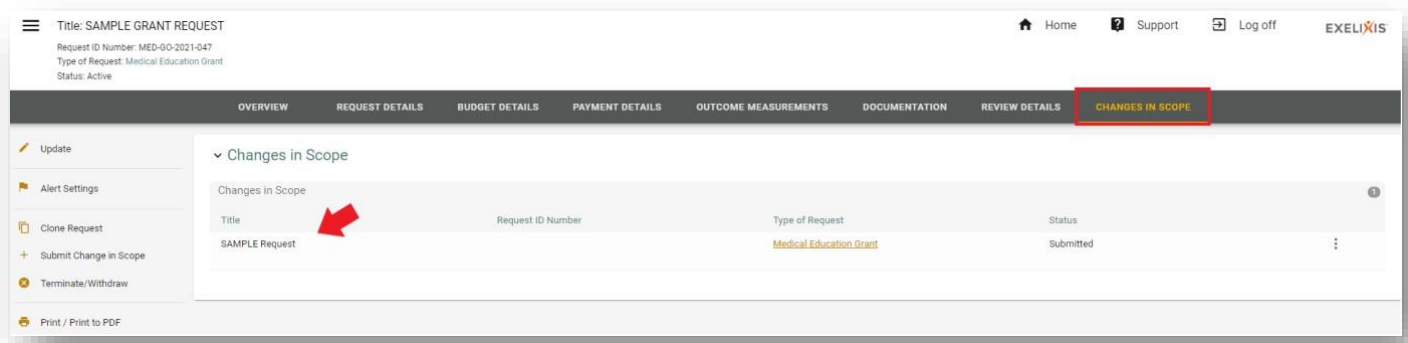 Title: SAMPLE GRANT REQUEST
Home Support Log off EXELIXIS
Request ID Number: MED-GO-2021-047
Type of Request: Medical Education Grant
Status: Active
OVERVIEW REQUEST DETAILS BUDGET DETAILS PAYMENT DETAILS OUTCOME MEASUREMENTS DOCUMENTATION REVIEW DETAILS CHANGES IN SCOPE
Update
Alert Settings
Clone Request
Submit Change in Scope
Terminate/Withdraw
Print / Print to PDF
Changes in Scope
Changes in Scope 1
Title Request ID Number Type of Request Status
SAMPLE Request Medical Education Grant Submitted